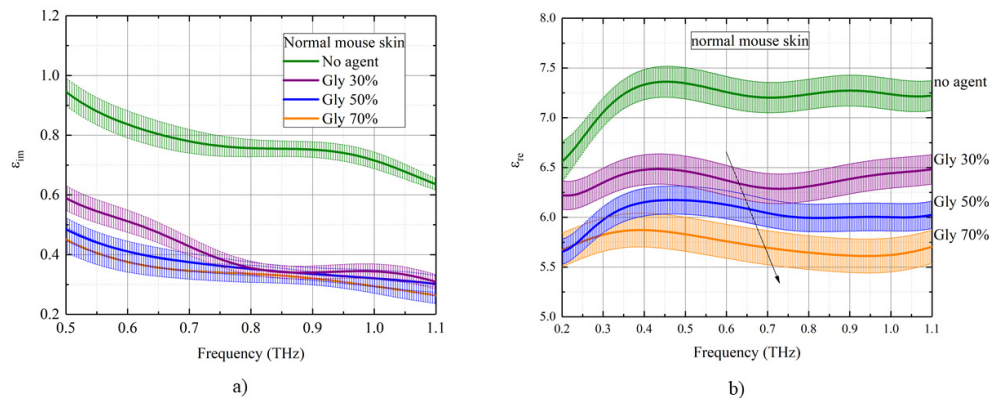 1.2
1.0
0.8
0.6
0.4
0.2
εim
Normal mouse skin
No agent
Gly 30%
Gly 50%
Gly 70%
0.5 0.6 0.7 0.8 0.9 1.0 1.1
Frequency (THz)
a)
8.0
7.5
7.0
6.5
6.0
5.5
5.0
εre
normal mouse skin
no agent
Gly 30%
Gly 50%
Gly 70%
0.2 0.3 0.4 0.5 0.6 0.7 0.8 0.9 1.0 1.1
Frequency (THz)
b)